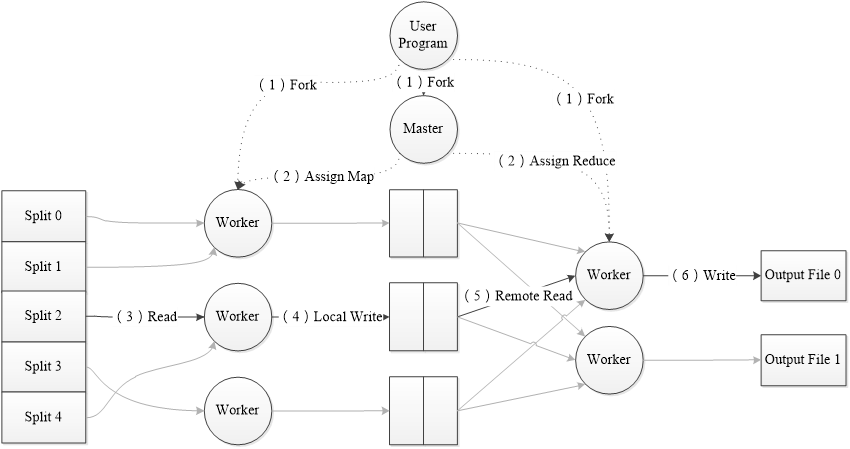 User
Program
( 1 ) Fork
( 1 ) Fork
( 1 ) Fork
Master
( 2 ) Assign Map
( 2 ) Assign Reduce
Split 0
Worker
Split 1
Worker
Output File 0
( 6 ) Write
( 5 ) Remote Read
Split 2
( 3 ) Read
Worker
( 4 ) Local Write
Split 3
Worker
Output File 1
Split 4
Worker